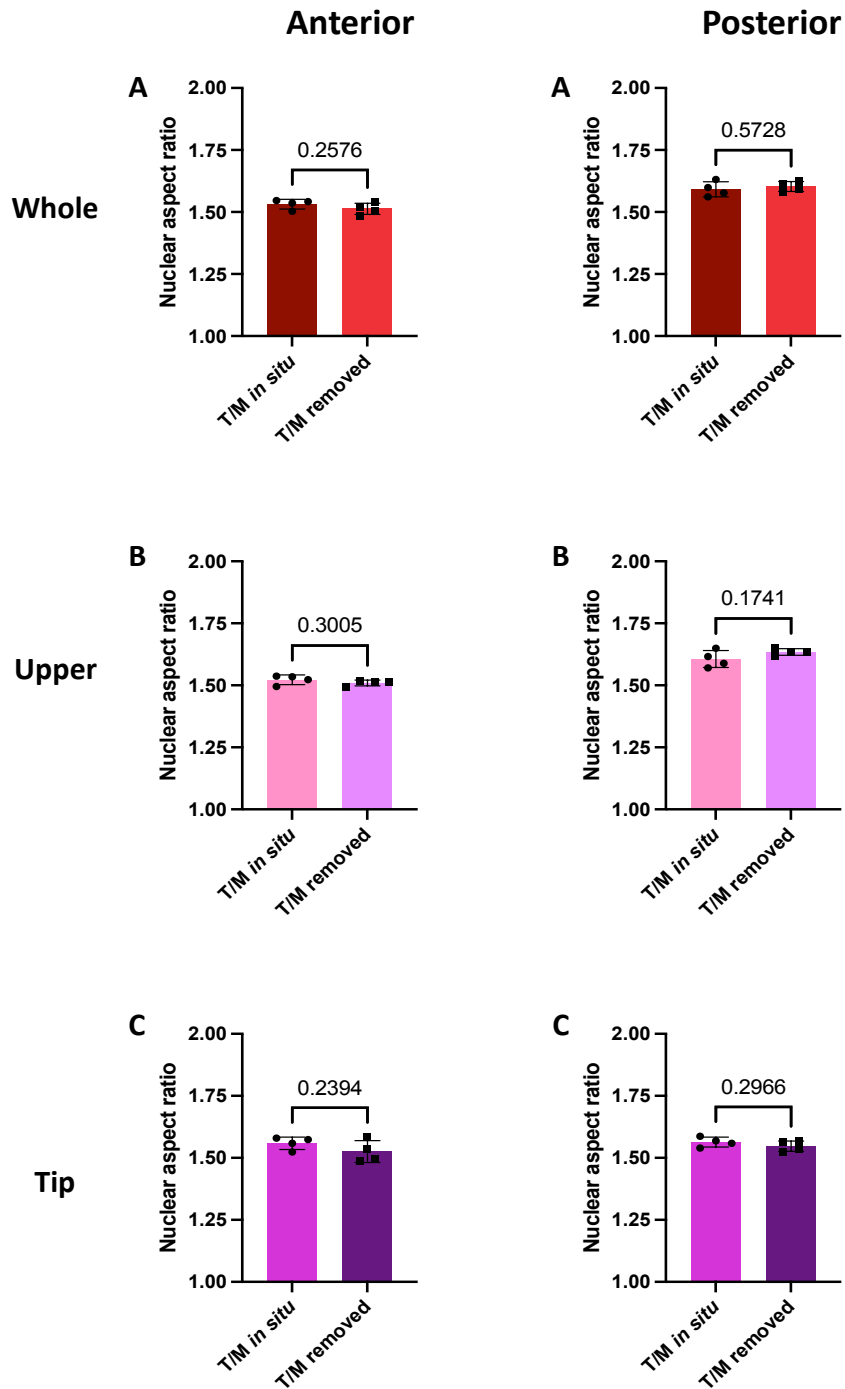 Anterior
Posterior
Whole
A
Nuclear aspect ratio
2.00
1.75
1.50
1.25
1.00
0.2576
T/M in situ
T/M removed
A
Nuclear aspect ratio
2.00
1.75
1.50
1.25
1.00
0.5728
T/M in situ
T/M removed
Upper
B
Nuclear aspect ratio
2.00
1.75
1.50
1.25
1.00
0.3005
T/M in situ
T/M removed
B
Nuclear aspect ratio
2.00
1.75
1.50
1.25
1.00
0.1741
T/M in situ
T/M removed
Tip
C
Nuclear aspect ratio
2.00
1.75
1.50
1.25
1.00
0.2394
T/M in situ
T/M removed
C
Nuclear aspect ratio
2.00
1.75
1.50
1.25
1.00
0.2966
T/M in situ
T/M removed